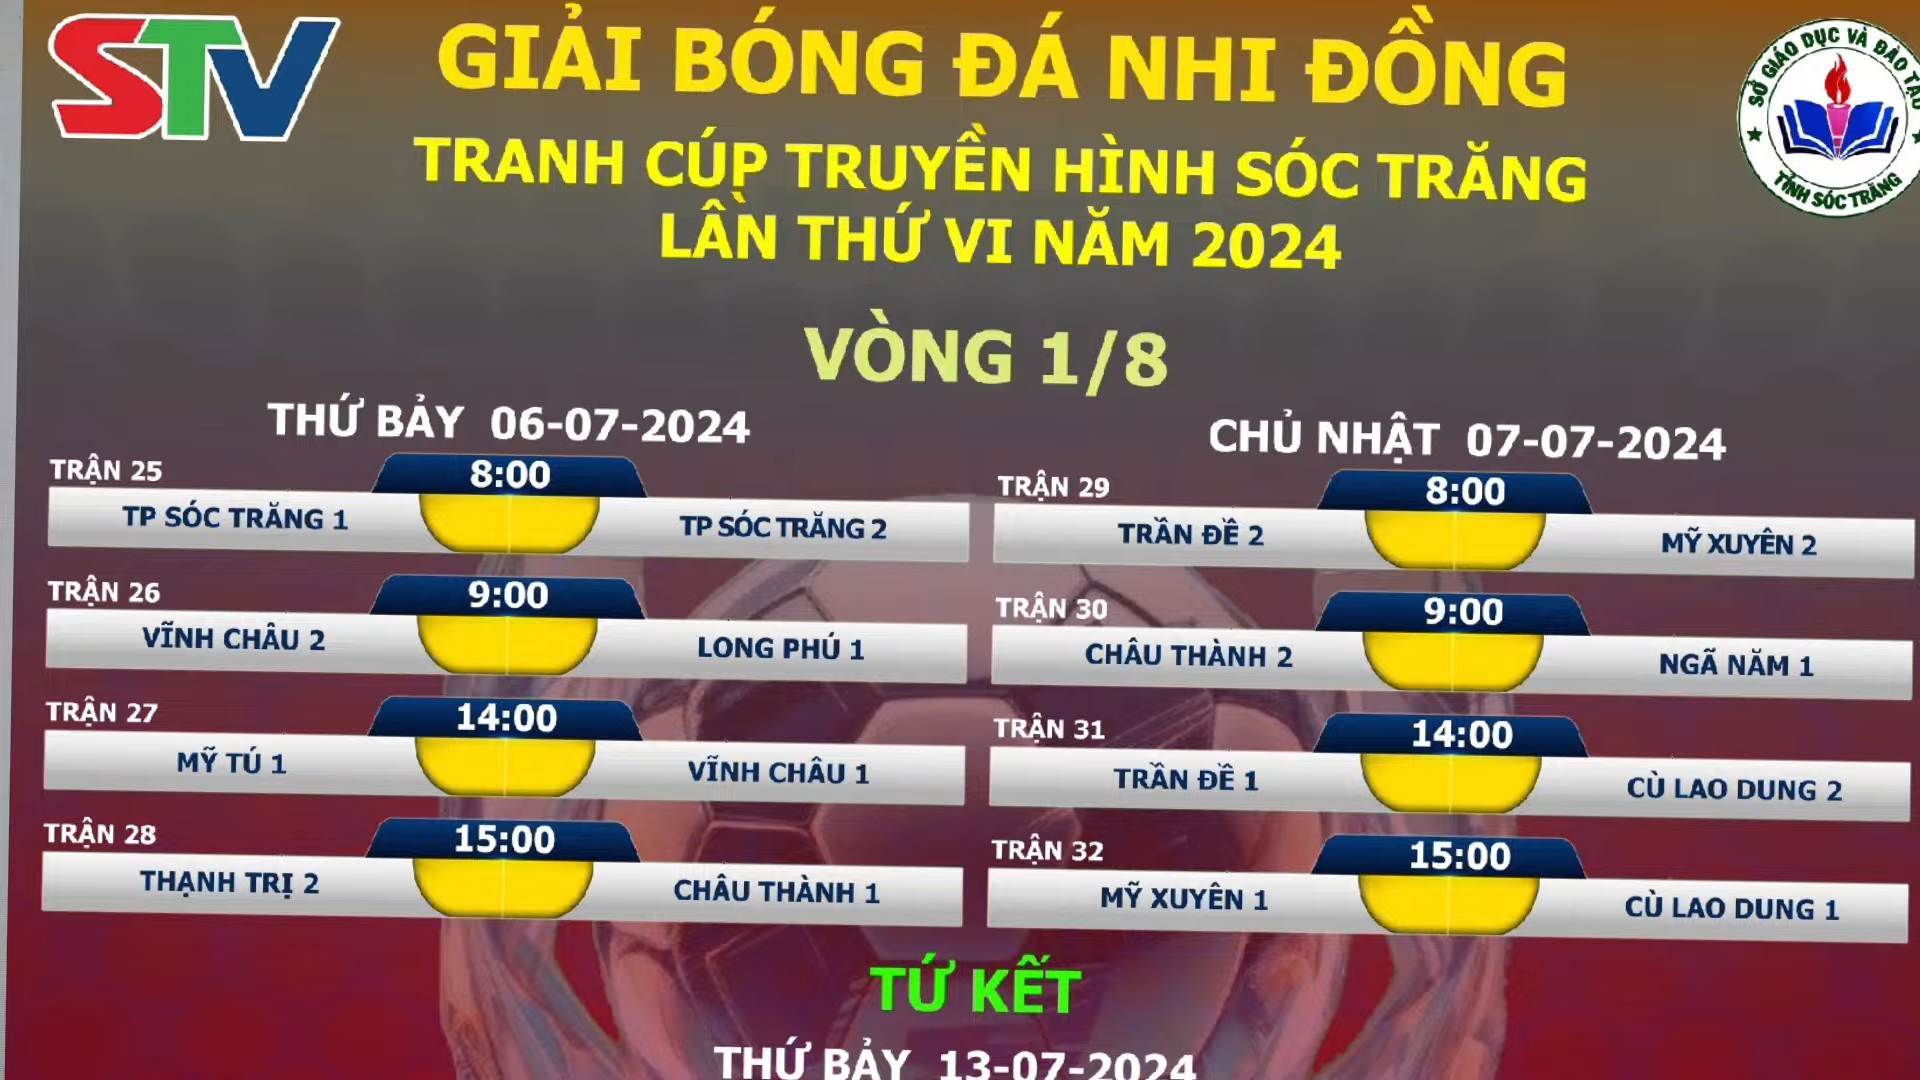 STV
GIẢI BÓNG ĐÁ NHI ĐỒNG
TRANH CÚP TRUYỀN HÌNH SÓC TRĂNG
LẦN THỨ VI NĂM 2024
SỞ GIÁO DỤC VÀ ĐÀO TẠO
TỈNH SÓC TRĂNG
VÒNG 1/8
THỨ BẢY 06-07-2024
TRẬN 25
8:00
TP SÓC TRĂNG 1
TP SÓC TRĂNG 2
TRẬN 26
9:00
VĨNH CHÂU 2
LONG PHÚ 1
TRẬN 27
14:00
MỸ TÚ 1
VĨNH CHÂU 1
TRẬN 28
15:00
THẠNH TRỊ 2
CHÂU THÀNH 1
CHỦ NHẬT 07-07-2024
TRẬN 29
8:00
TRẦN ĐỀ 2
MỸ XUYÊN 2
TRẬN 30
9:00
CHÂU THÀNH 2
NGÃ NĂM 1
TRẬN 31
14:00
TRẦN ĐỀ 1
CÙ LAO DUNG 2
TRẬN 32
15:00
MỸ XUYÊN 1
CÙ LAO DUNG 1
TỨ KẾT
THỨ BẢY 13-07-2024